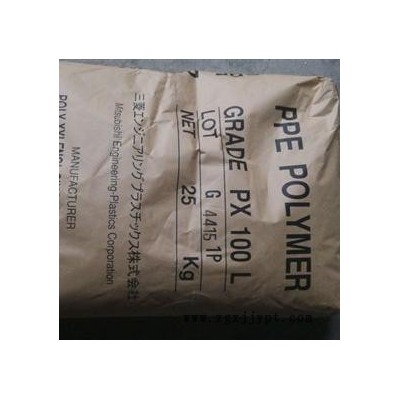 PPE POLYMER
GRADE PX 100 L
LOT G 4415 1P
NET 25 Kg
三菱エンジニアリングプラスチックス株式会社
Mitsubishi Engineering-Plastics Corporation
MANUFACTURER